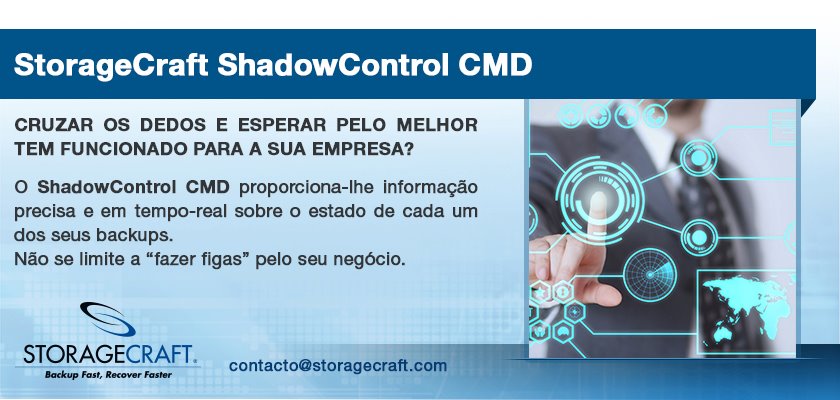 StorageCraft ShadowControl CMD
CRUZAR OS DEDOS E ESPERAR PELO MELHOR
TEM FUNCIONADO PARA A SUA EMPRESA?
O ShadowControl CMD proporciona-lhe informação
precisa e em tempo-real sobre o estado de cada um
dos seus backups.
Não se limite a “fazer figas” pelo seu negócio.
STORAGECRAFT®
Backup Fast, Recover Faster
contacto@storagecraft.com